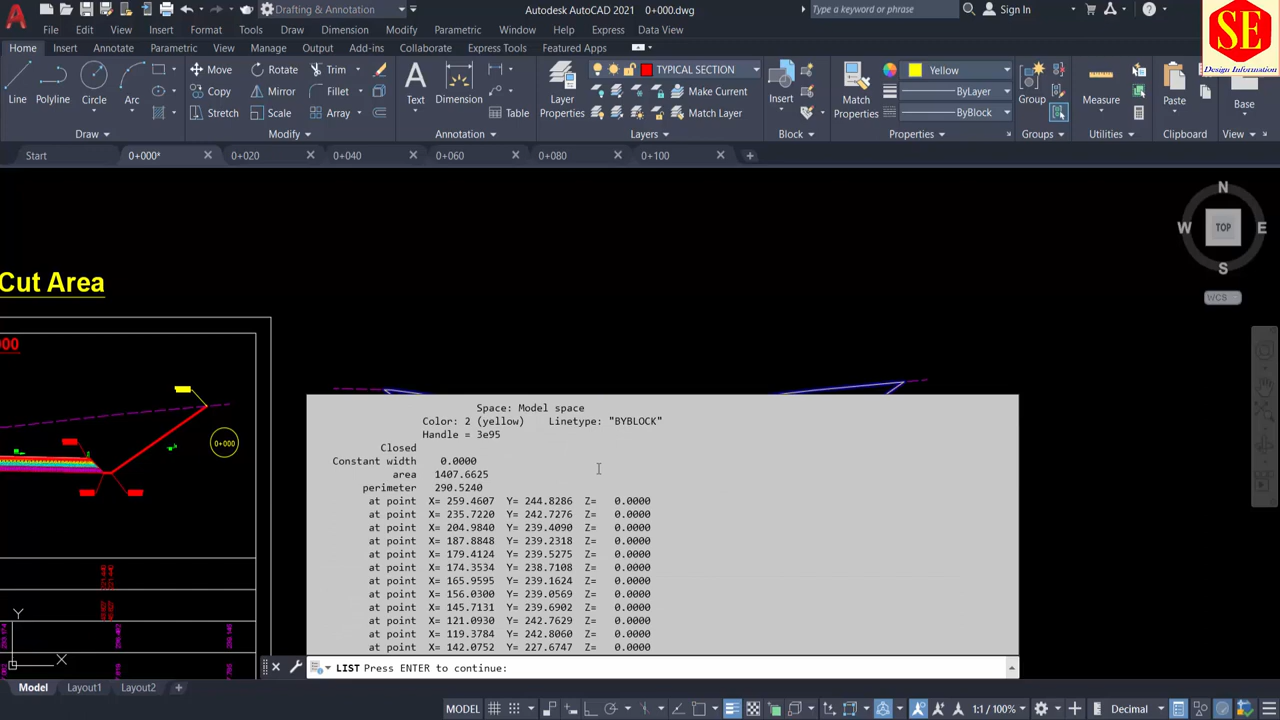 Drafting & Annotation
Autodesk AutoCAD 2021 0+000.dwg
Type a keyword or phrase
Sign In
SE
Design Information
File Edit View Insert Format Tools Draw Dimension Modify Parametric Window Help Express Data View
Home Insert Annotate Parametric View Manage Output Add-ins Collaborate Express Tools Featured Apps
Line Polyline Circle Arc
Move Rotate Trim
Copy Mirror Fillet
Stretch Scale Array
Text Dimension Table
Layer Properties
TYPICAL SECTION
Make Current
Match Layer
Insert
Match Properties
Yellow
ByLayer
ByBlock
Group
Measure
Paste
Base
Draw Modify Annotation Layers Block Properties Groups Utilities Clipboard View
Start 0+000* 0+020 0+040 0+060 0+080 0+100
N
W TOP E
S
WCS
Cut Area
000
0+000
Space: Model space
Color: 2 (yellow) Linetype: "BYBLOCK"
Handle = 3e95
Closed
Constant width 0.0000
area 1407.6625
perimeter 290.5240
at point X= 259.4607 Y= 244.8286 Z= 0.0000
at point X= 235.7220 Y= 242.7276 Z= 0.0000
at point X= 204.9840 Y= 239.4090 Z= 0.0000
at point X= 187.8848 Y= 239.2318 Z= 0.0000
at point X= 179.4124 Y= 239.5275 Z= 0.0000
at point X= 174.3534 Y= 238.7108 Z= 0.0000
at point X= 165.9595 Y= 239.1624 Z= 0.0000
at point X= 156.0300 Y= 239.0569 Z= 0.0000
at point X= 145.7131 Y= 239.6902 Z= 0.0000
at point X= 121.0930 Y= 242.7629 Z= 0.0000
at point X= 119.3784 Y= 242.8060 Z= 0.0000
at point X= 142.0752 Y= 227.6747 Z= 0.0000
LIST Press ENTER to continue:
Y
X
Model Layout1 Layout2
MODEL
1:1 / 100%
Decimal